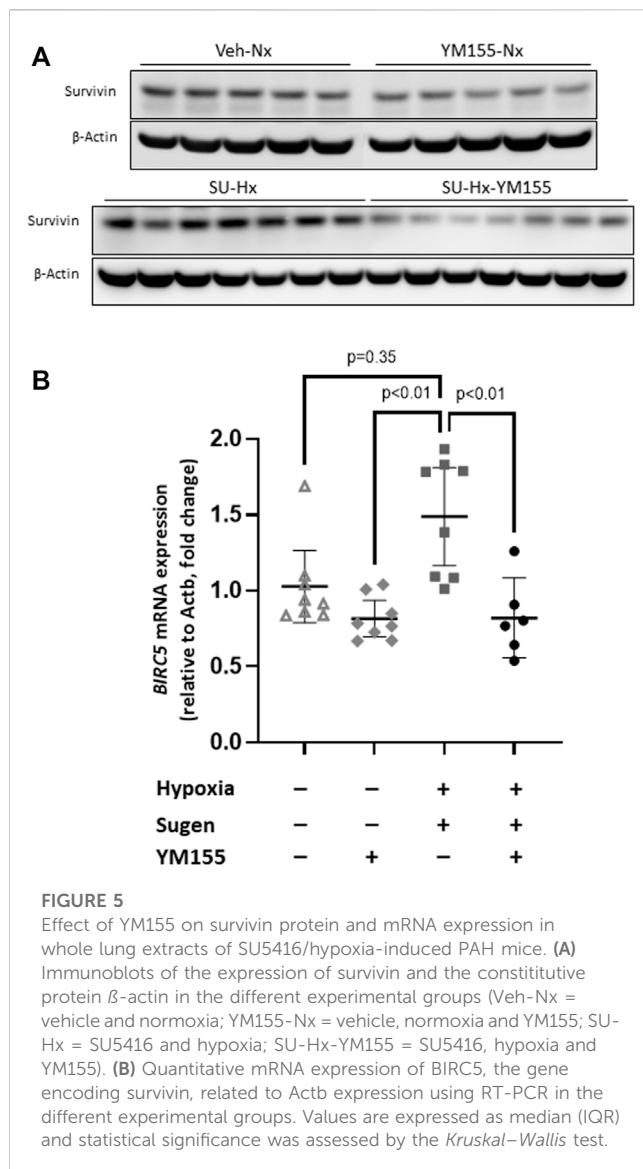 A
Veh-Nx YM155-Nx
Survivin
β-Actin
SU-Hx SU-Hx-YM155
Survivin
β-Actin
B
p=0.35
p<0.01 p<0.01
BIRC5 mRNA expression
(relative to Actb, fold change)
2.0
1.5
1.0
0.5
0.0
Hypoxia − − + +
Sugen − − + +
YM155 − + − +
FIGURE 5
Effect of YM155 on survivin protein and mRNA expression in
whole lung extracts of SU5416/hypoxia-induced PAH mice. (A)
Immunoblots of the expression of survivin and the constititutive
protein ß-actin in the different experimental groups (Veh-Nx =
vehicle and normoxia; YM155-Nx = vehicle, normoxia and YM155; SU-
Hx = SU5416 and hypoxia; SU-Hx-YM155 = SU5416, hypoxia and
YM155). (B) Quantitative mRNA expression of BIRC5, the gene
encoding survivin, related to Actb expression using RT-PCR in the
different experimental groups. Values are expressed as median (IQR)
and statistical significance was assessed by the Kruskal–Wallis test.